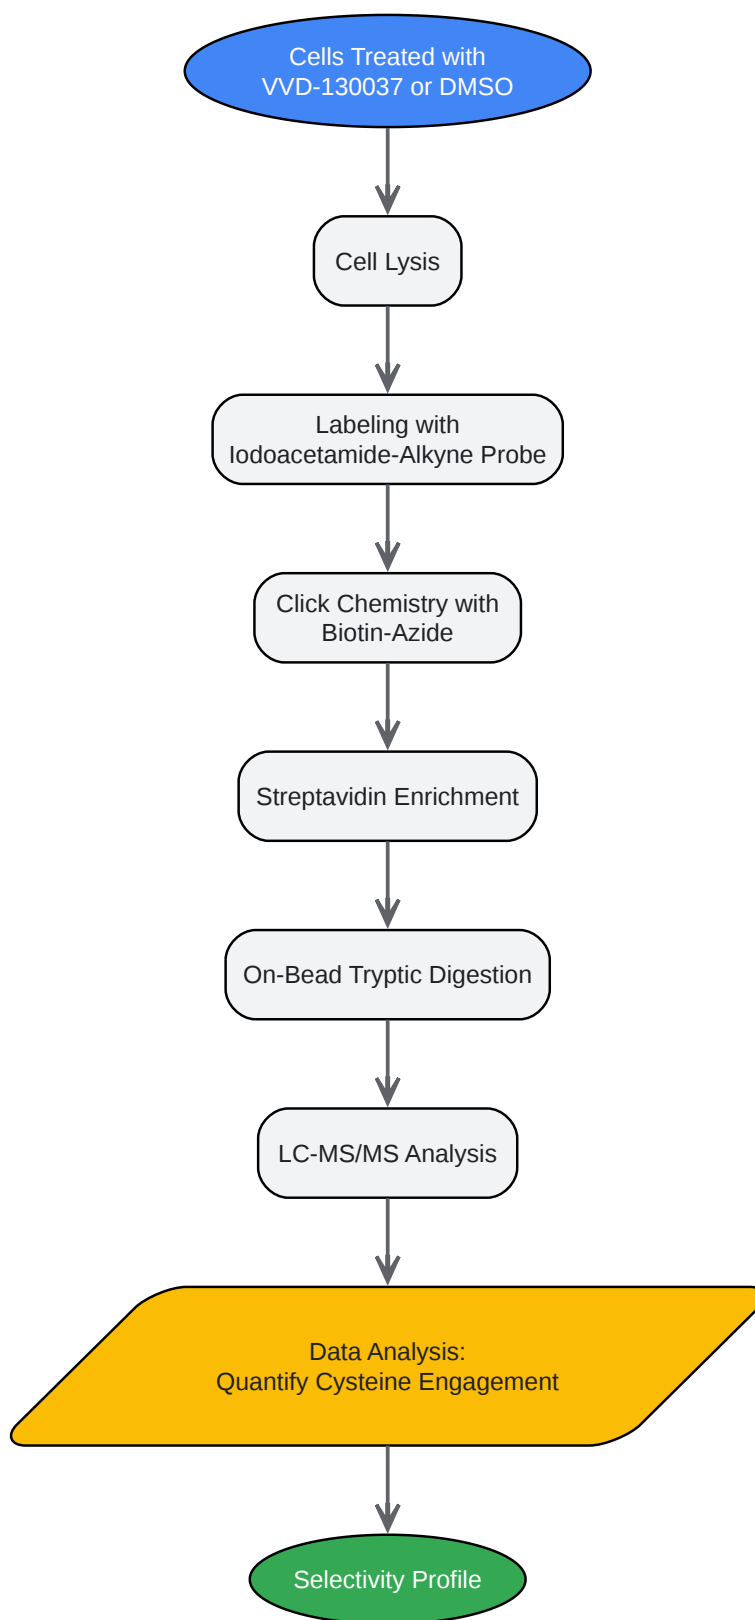 Cells Treated with
VVD-130037 or DMSO
Cell Lysis
Labeling with
Iodoacetamide-Alkyne Probe
Click Chemistry with
Biotin-Azide
Streptavidin Enrichment
On-Bead Tryptic Digestion
LC-MS/MS Analysis
Data Analysis:
Quantify Cysteine Engagement
Selectivity Profile